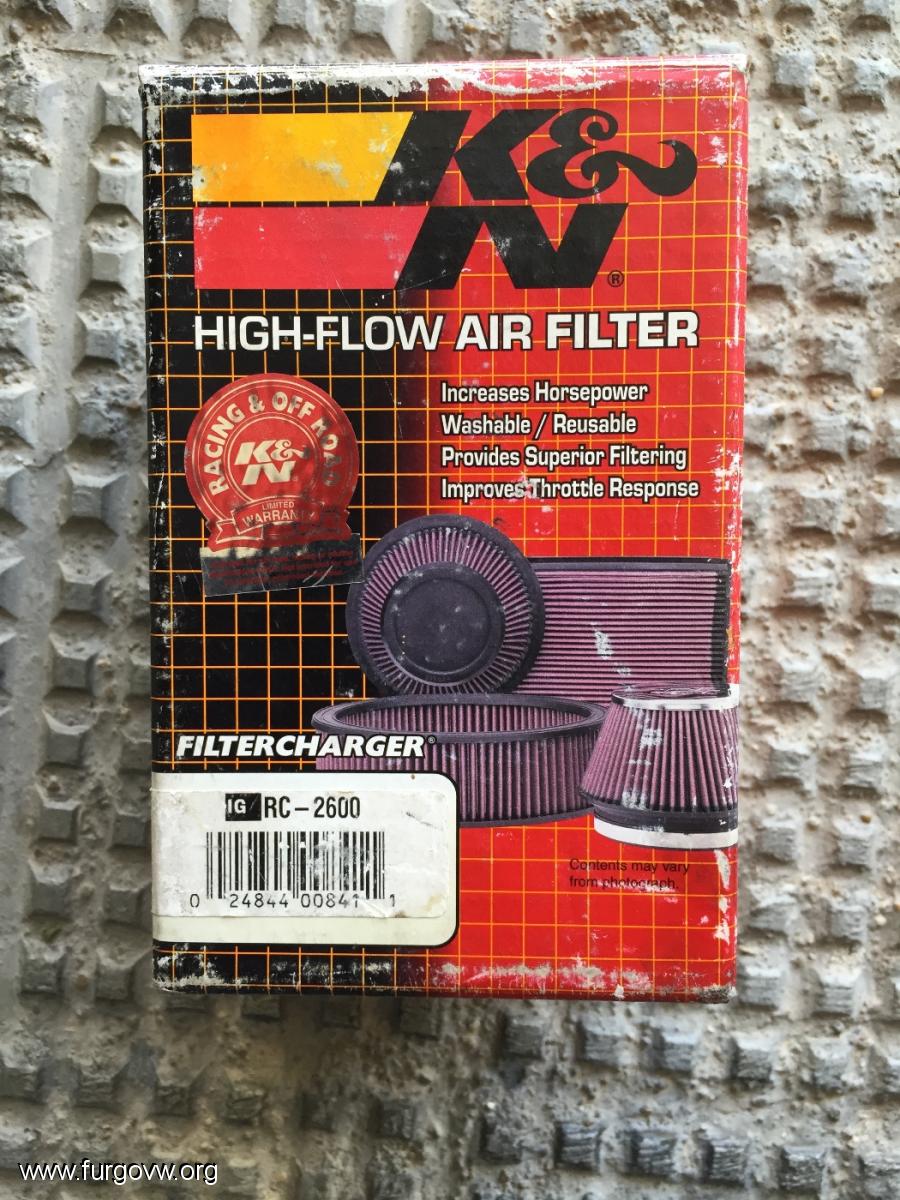 K&N®
HIGH-FLOW AIR FILTER
Increases Horsepower
Washable / Reusable
Provides Superior Filtering
Improves Throttle Response
RACING & OFF ROAD
K&N
LIMITED
WARRANTY
FILTERCHARGER®
IG/RC-2600
0 24844 00841 1
Contents may vary
from photograph.
www.furgovw.org